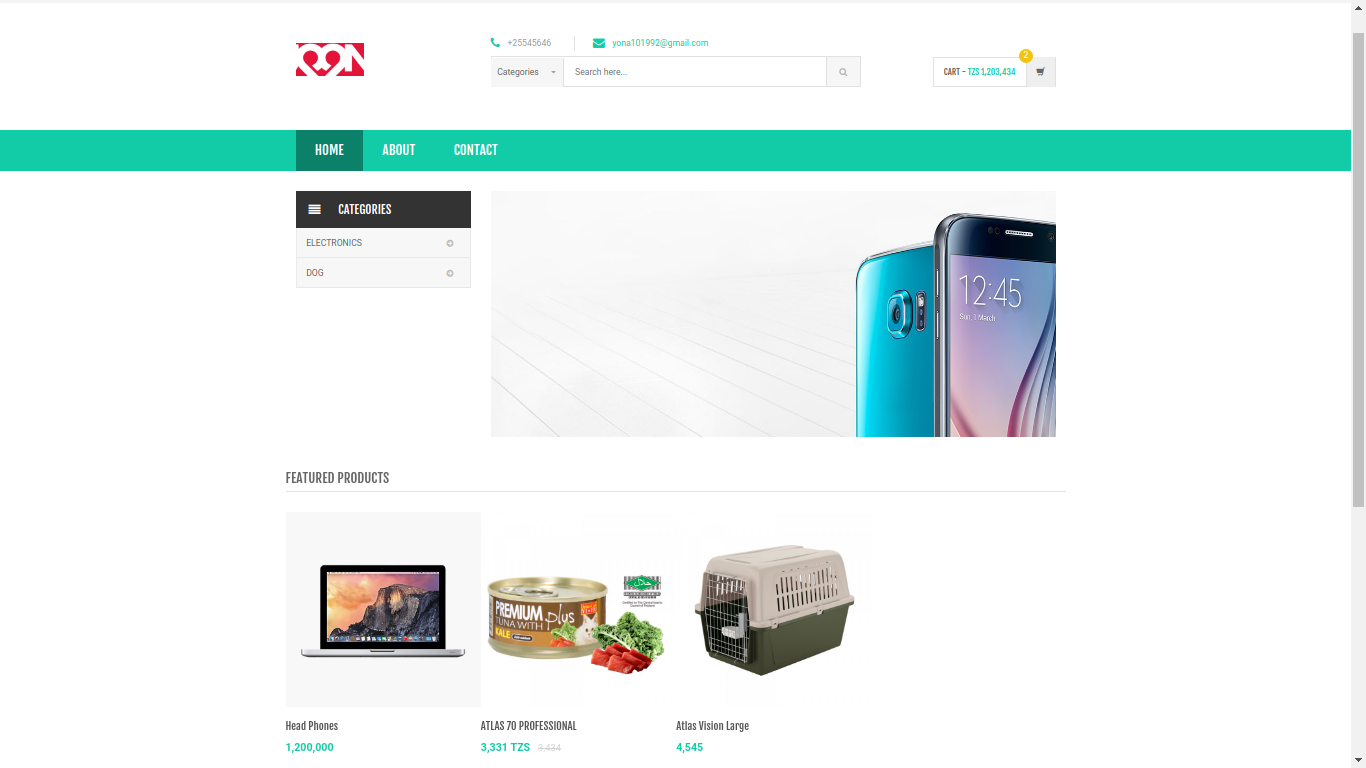 +25545646
yona101992@gmail.com
Categories
Search here...
CART - TZS 1,203,434
2
HOME
ABOUT
CONTACT
CATEGORIES
ELECTRONICS
DOG
12:45
Sun, 1 March
FEATURED PRODUCTS
PREMIUM plus
TUNA WITH
KALE
Head Phones
ATLAS 70 PROFESSIONAL
Atlas Vision Large
1,200,000
3,331 TZS 3,434
4,545